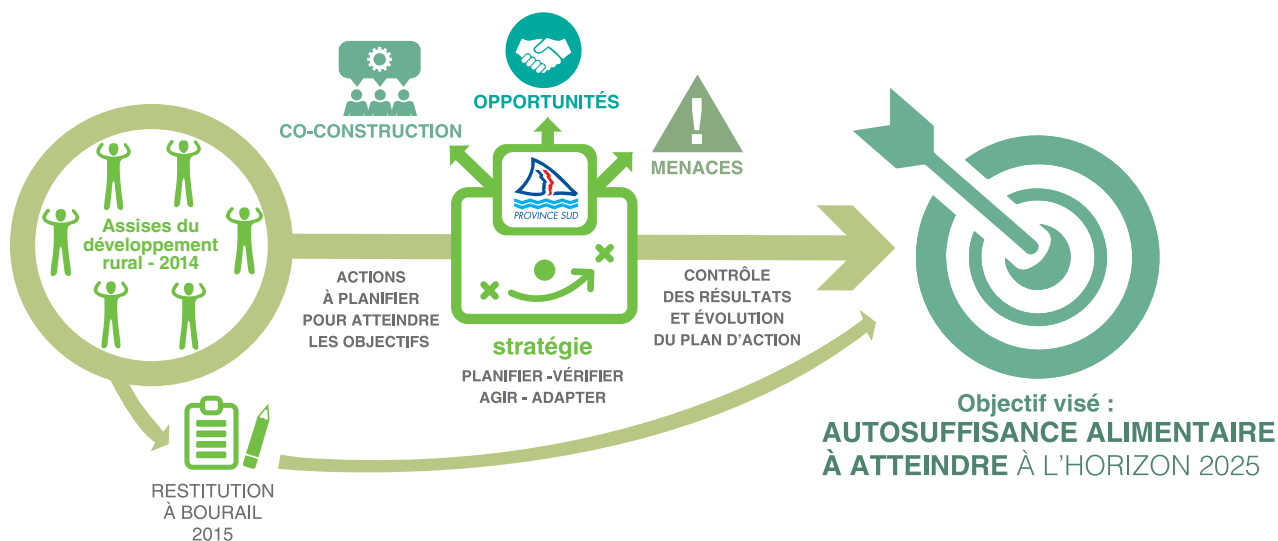 CO-CONSTRUCTION
OPPORTUNITÉS
MENACES
PROVINCE SUD
Assises du
développement
rural - 2014
ACTIONS
À PLANIFIER
POUR ATTEINDRE
LES OBJECTIFS
stratégie
PLANIFIER -VÉRIFIER
AGIR - ADAPTER
CONTRÔLE
DES RÉSULTATS
ET ÉVOLUTION
DU PLAN D'ACTION
RESTITUTION
À BOURAIL
2015
Objectif visé :
AUTOSUFFISANCE ALIMENTAIRE
À ATTEINDRE À L'HORIZON 2025